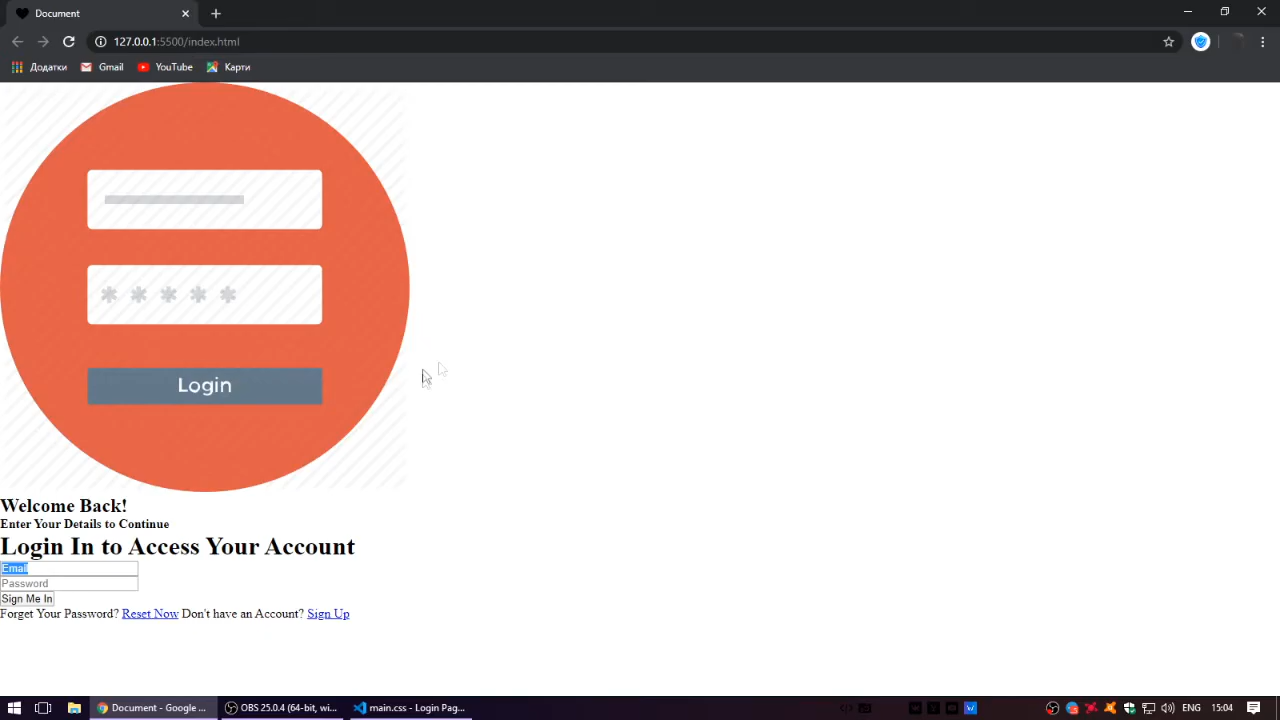 Document
127.0.0.1:5500/index.html
Додатки Gmail YouTube Карти
* * * * *
Login
Welcome Back!
Enter Your Details to Continue
Login In to Access Your Account
Email
Password
Sign Me In
Forget Your Password? Reset Now Don't have an Account? Sign Up
Document - Google ... OBS 25.0.4 (64-bit, wi... main.css - Login Pag... ENG 15:04